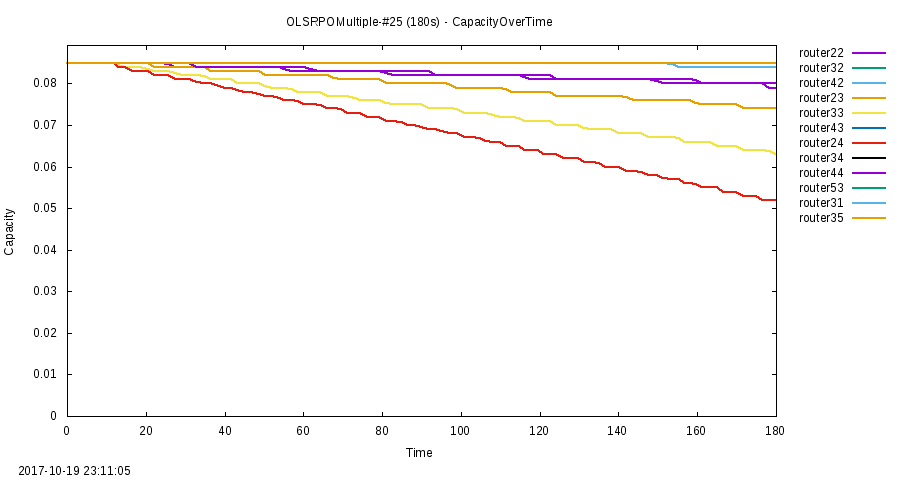 OLSRPOMultiple-#25 (180s) - CapacityOverTime
router22
router32
router42
router23
router33
router43
router24
router34
router44
router53
router31
router35
0.08
0.07
0.06
0.05
0.04
0.03
0.02
0.01
0
Capacity
0 20 40 60 80 100 120 140 160 180
Time
2017-10-19 23:11:05